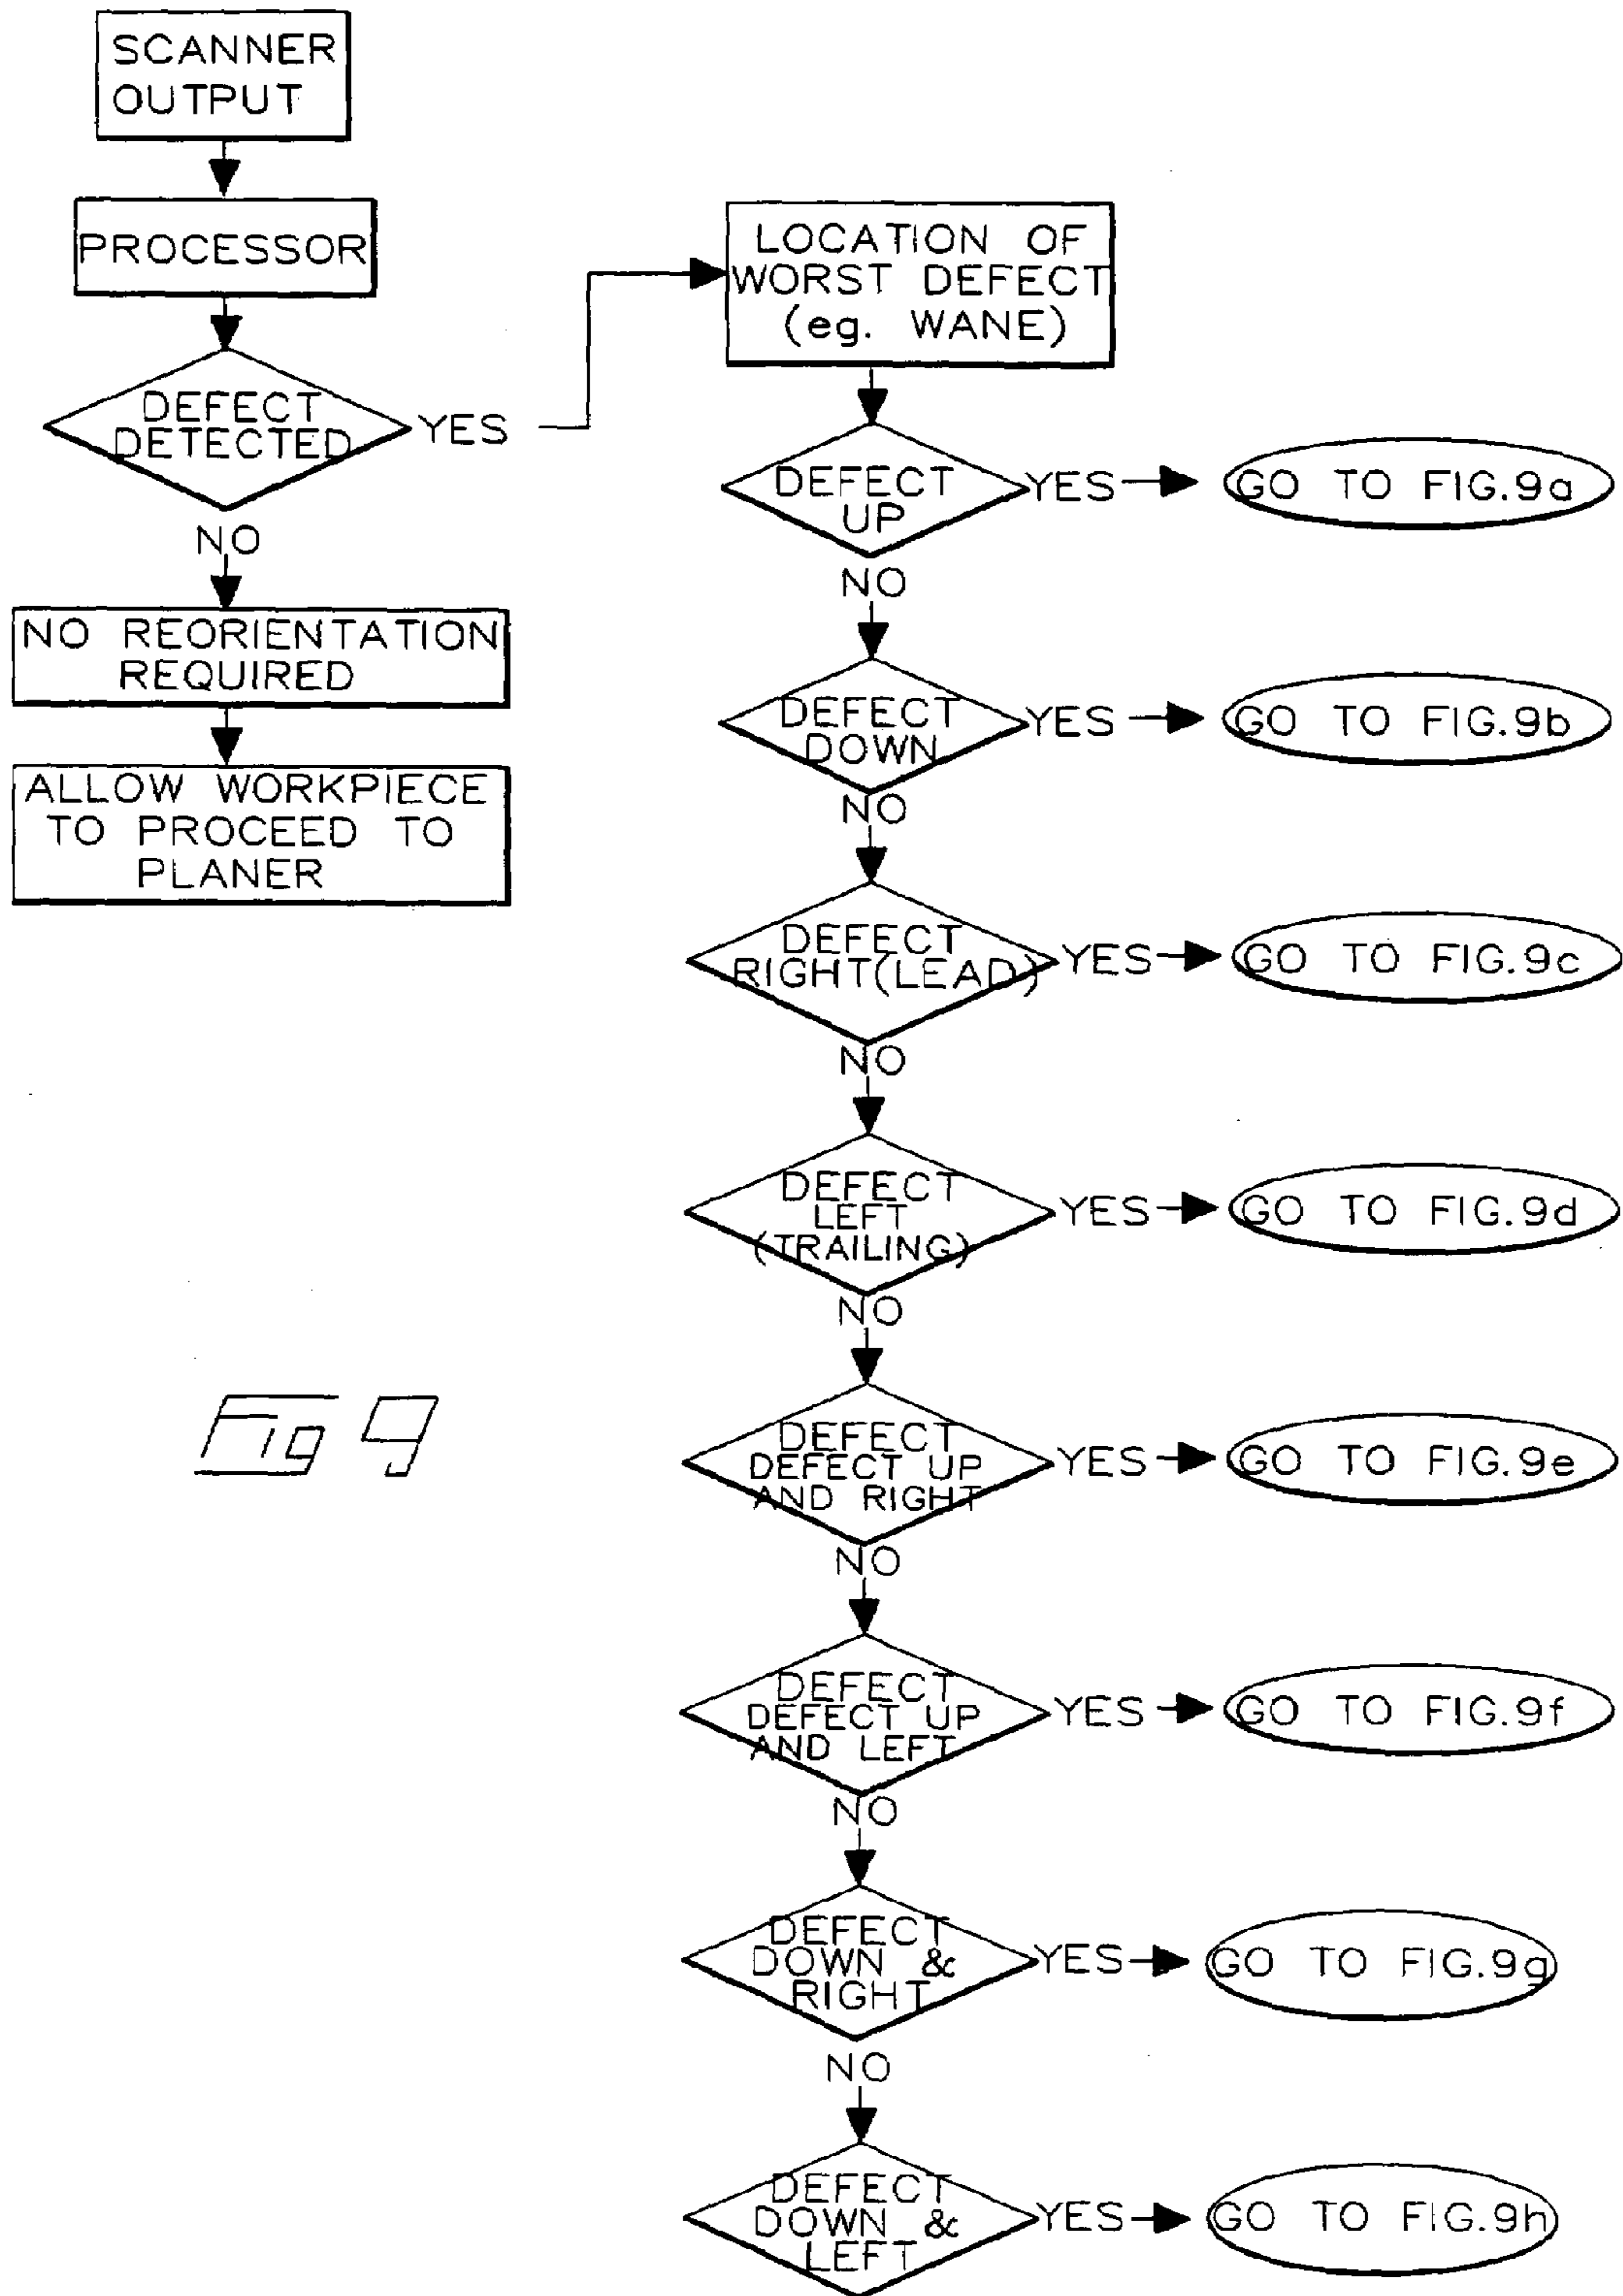 SCANNER
OUTPUT
PROCESSOR
DEFECT
DETECTED
YES
NO
NO REORIENTATION
REQUIRED
ALLOW WORKPIECE
TO PROCEED TO
PLANER
LOCATION OF
WORST DEFECT
(eg. WANE)
DEFECT
UP
YES
GO TO FIG.9a
NO
DEFECT
DOWN
YES
GO TO FIG.9b
NO
DEFECT
RIGHT(LEAD)
YES
GO TO FIG.9c
NO
DEFECT
LEFT
(TRAILING)
YES
GO TO FIG.9d
NO
DEFECT
DEFECT UP
AND RIGHT
YES
GO TO FIG.9e
NO
DEFECT
DEFECT UP
AND LEFT
YES
GO TO FIG.9f
NO
DEFECT
DOWN &
RIGHT
YES
GO TO FIG.9g
NO
DEFECT
DOWN &
LEFT
YES
GO TO FIG.9h
Fig 9